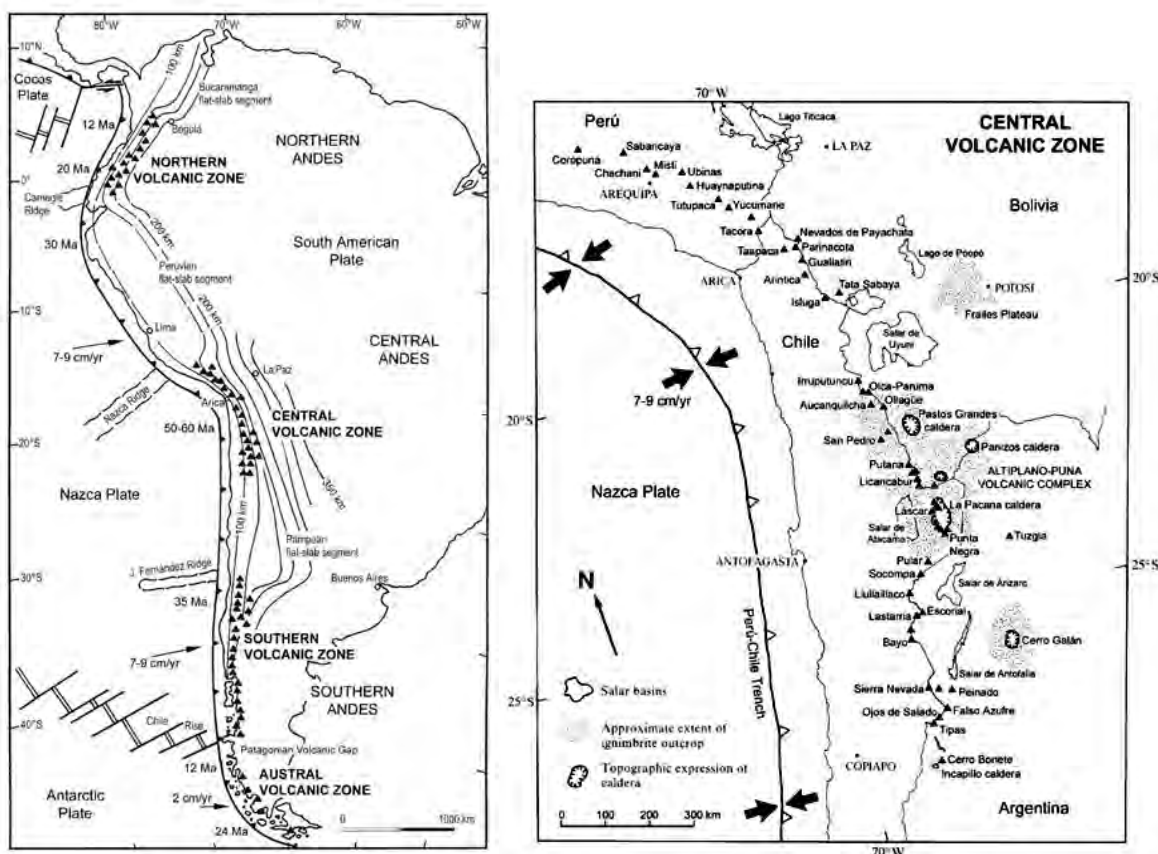 80°W
70°W
60°W
60°W
10°N
Cocos
Plate
100 km
Bucaramanga
flat-slab segment
12 Ma
Bogotá
NORTHERN
ANDES
20 Ma
NORTHERN
VOLCANIC ZONE
0°
Carnegie
Ridge
200 km
30 Ma
South American
Plate
Peruvian
flat-slab segment
10°S
Lima
200 km
CENTRAL
ANDES
7-9 cm/yr
La Paz
Nazca Ridge
Arica
CENTRAL
VOLCANIC ZONE
50-60 Ma
20°S
Nazca Plate
350 km
100 km
Pampean
flat-slab segment
J. Fernández Ridge
30°S
Buenos Aires
35 Ma
SOUTHERN
VOLCANIC ZONE
7-9 cm/yr
SOUTHERN
ANDES
Chile Rise
40°S
Patagonian Volcanic Gap
12 Ma
AUSTRAL
VOLCANIC ZONE
Antarctic
Plate
2 cm/yr
24 Ma
0 1000 km
70°W
Perú
Lago Titicaca
CENTRAL
VOLCANIC ZONE
LA PAZ
Coropuna
Sabancaya
Misti
Chachani
Ubinas
AREQUIPA
Huaynaputina
Tutupaca
Yucumane
Bolivia
Tacora
Nevados de Payachata
Taapaca
Parinacota
Guallatiri
Lago de Poopó
ARICA
Arintica
Tata Sabaya
20°S
POTOSI
Isluga
Frailes Plateau
Chile
Salar de
Uyuni
7-9 cm/yr
Irruputuncu
Olca-Paruma
Aucanquilcha
Ollagüe
Pastos Grandes
caldera
20°S
San Pedro
Panizos caldera
Nazca Plate
Putana
ALTIPLANO-PUNA
VOLCANIC COMPLEX
Licancabur
La Pacana caldera
Lascar
Salar de
Atacama
Punta
Negra
Tuzgla
ANTOFAGASTA
Pular
25°S
N
Socompa
Salar de Arizaro
Llullaillaco
Perú-Chile Trench
Lastarria
Escorial
Bayo
Cerro Galán
Salar de Antofalla
Salar basins
Sierra Nevada
Peinado
25°S
Falso Azufre
Approximate extent of
ignimbrite outcrop
Ojos de Salado
Tipas
Topographic expression of
caldera
COPIAPO
Cerro Bonete
Incapillo caldera
0 100 200 300 km
Argentina
70°W